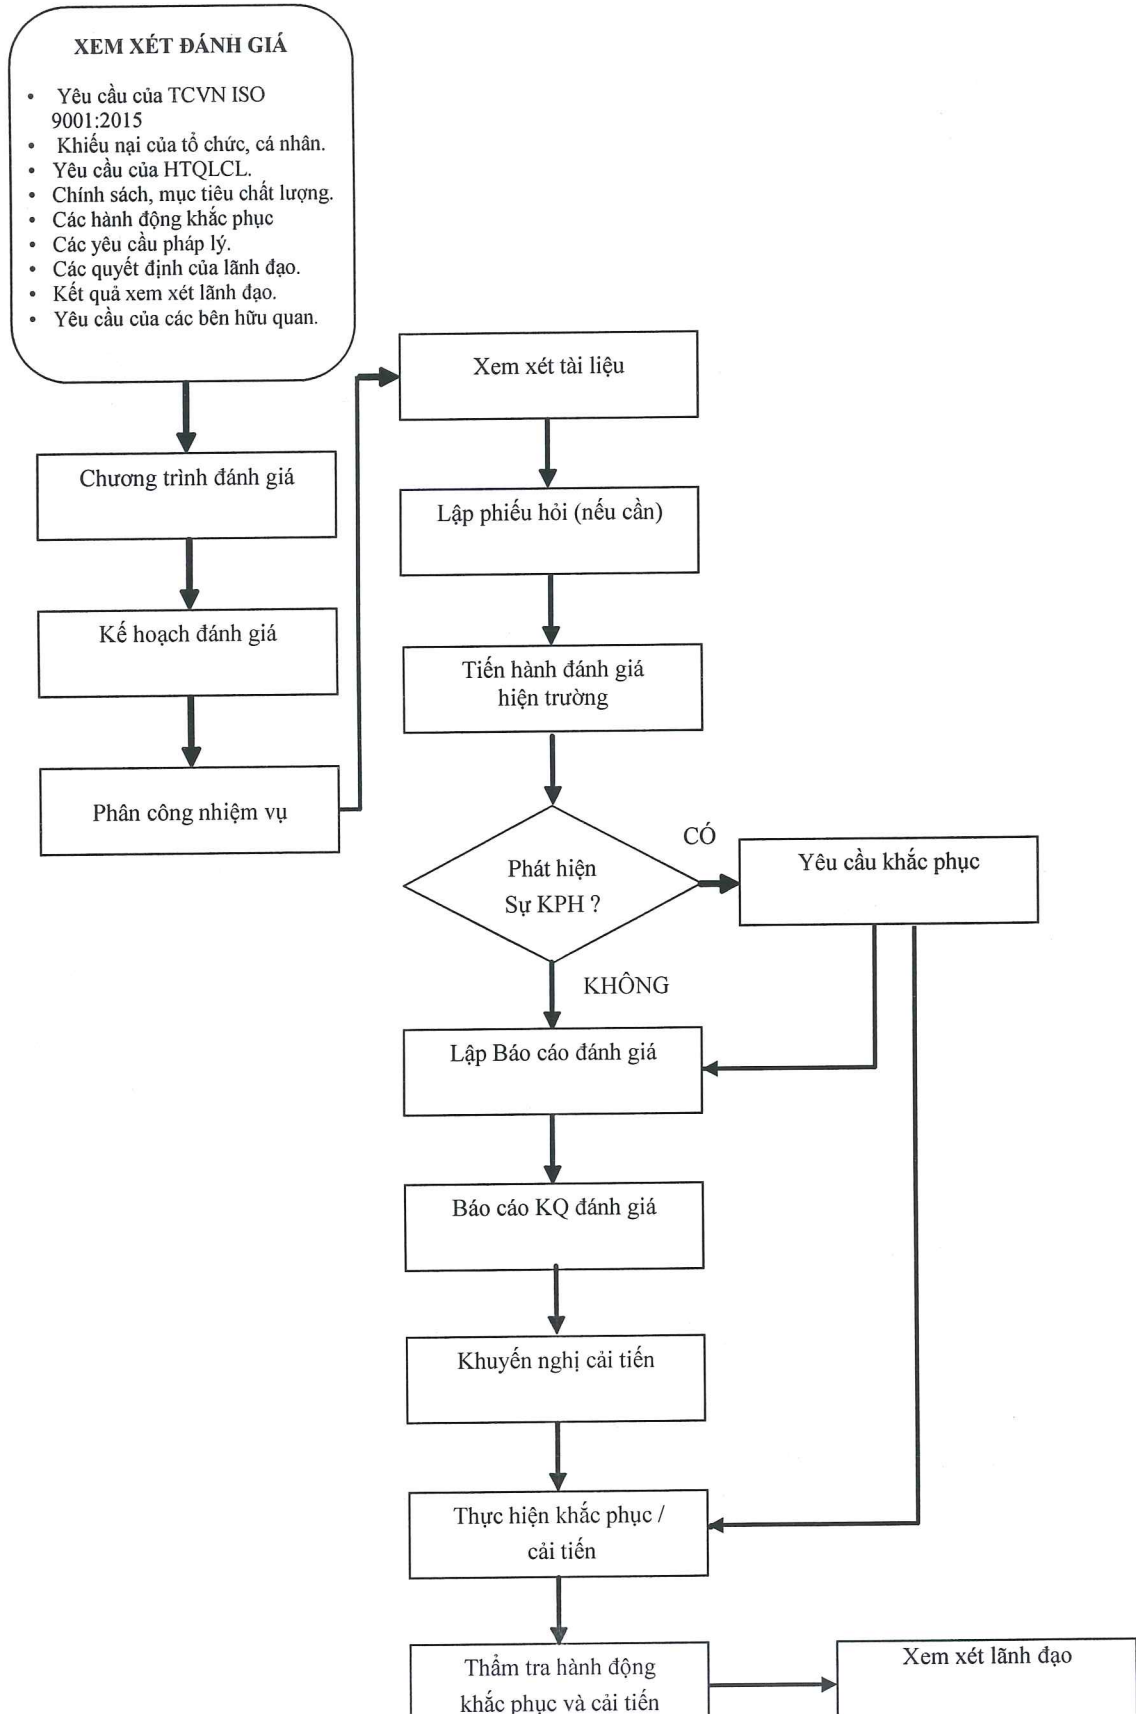 XEM XÉT ĐÁNH GIÁ
• Yêu cầu của TCVN ISO
9001:2015
• Khiếu nại của tổ chức, cá nhân.
• Yêu cầu của HTQLCL.
• Chính sách, mục tiêu chất lượng.
• Các hành động khắc phục
• Các yêu cầu pháp lý.
• Các quyết định của lãnh đạo.
• Kết quả xem xét lãnh đạo.
• Yêu cầu của các bên hữu quan.
Chương trình đánh giá
Kế hoạch đánh giá
Phân công nhiệm vụ
Xem xét tài liệu
Lập phiếu hỏi (nếu cần)
Tiến hành đánh giá
hiện trường
Phát hiện
Sự KPH ?
CÓ
Yêu cầu khắc phục
KHÔNG
Lập Báo cáo đánh giá
Báo cáo KQ đánh giá
Khuyến nghị cải tiến
Thực hiện khắc phục /
cải tiến
Thẩm tra hành động
khắc phục và cải tiến
Xem xét lãnh đạo